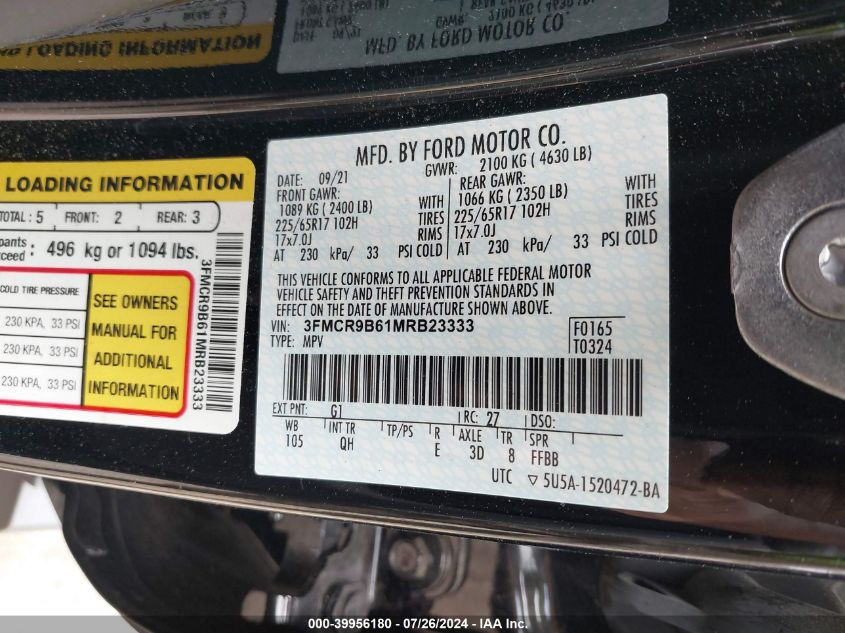 MFD. BY FORD MOTOR CO.
DATE: 09/21 GVWR: 2100 KG ( 4630 LB)
FRONT GAWR: REAR GAWR:
1089 KG (2400 LB) WITH 1066 KG ( 2350 LB) WITH
225/65R17 102H TIRES 225/65R17 102H TIRES
17x7.0J RIMS 17x7.0J RIMS
AT 230 kPa/ 33 PSI COLD AT 230 kPa/ 33 PSI COLD
THIS VEHICLE CONFORMS TO ALL APPLICABLE FEDERAL MOTOR
VEHICLE SAFETY AND THEFT PREVENTION STANDARDS IN
EFFECT ON THE DATE OF MANUFACTURE SHOWN ABOVE.
VIN: 3FMCR9B61MRB23333 F0165
TYPE: MPV T0324
EXT PNT: G1 RC: 27 DSO:
WB INT TR TP/PS R AXLE TR SPR
105 QH E 3D 8 FFBB
UTC ▽ 5U5A-1520472-BA
LOADING INFORMATION
TOTAL : 5 FRONT: 2 REAR: 3
pants
ceed : 496 kg or 1094 lbs.
COLD TIRE PRESSURE
230 KPA, 33 PSI
230 KPA, 33 PSI
230 KPA, 33 PSI
SEE OWNERS
MANUAL FOR
ADDITIONAL
INFORMATION
3FMCR9B61MRB23333
000-39956180 - 07/26/2024 - IAAI Inc.